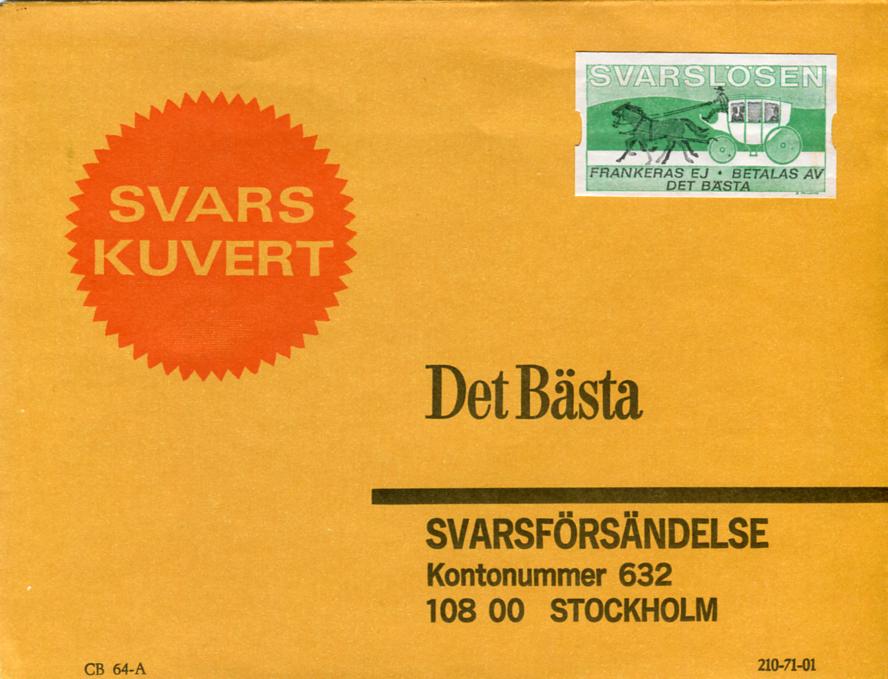 SVARSLÖSEN
FRANKERAS EJ • BETALAS AV
DET BÄSTA
SVARS
KUVERT
Det Bästa
SVARSFÖRSÄNDELSE
Kontonummer 632
108 00 STOCKHOLM
CB 64-A
210-71-01